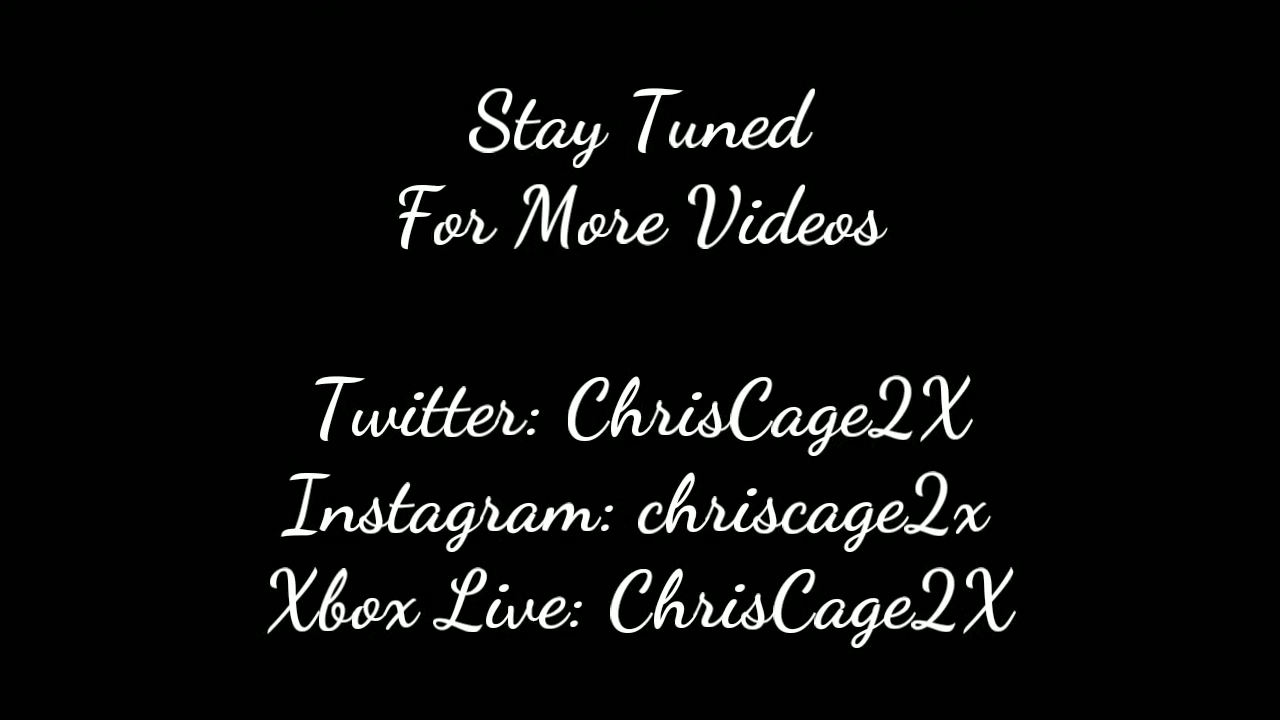 Stay Tuned
For More Videos
Twitter: ChrisCage2X
Instagram: chriscage2x
Xbox Live: ChrisCage2X